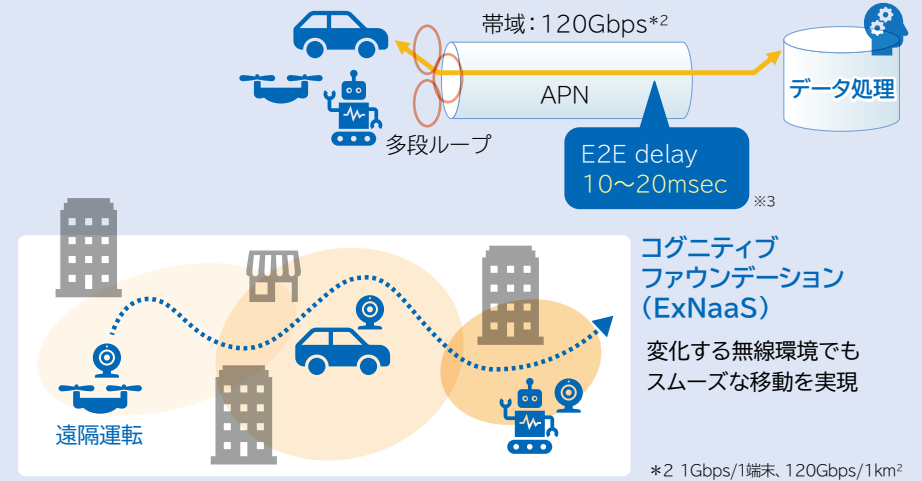 帯域：120Gbps*2
APN
データ処理
多段ループ
E2E delay
10～20msec
※3
コグニティブ
ファウンデーション
（ExNaaS）
変化する無線環境でも
スムーズな移動を実現
遠隔運転
*2 1Gbps/1端末、120Gbps/1km²